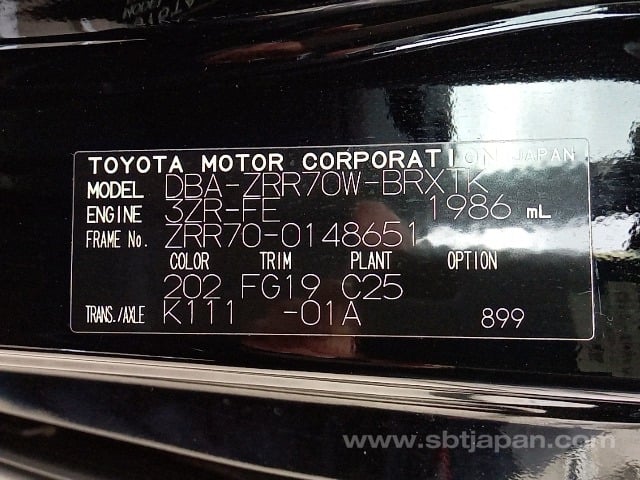 TOYOTA MOTOR CORPORATION JAPAN
MODEL DBA-ZRR70W-BRXTK
ENGINE 3ZR-FE 1986 mL
FRAME No. ZRR70-0148651
COLOR TRIM PLANT OPTION
202 FG19 C25
TRANS./AXLE K111 -01A 899
www.sbtjapan.com